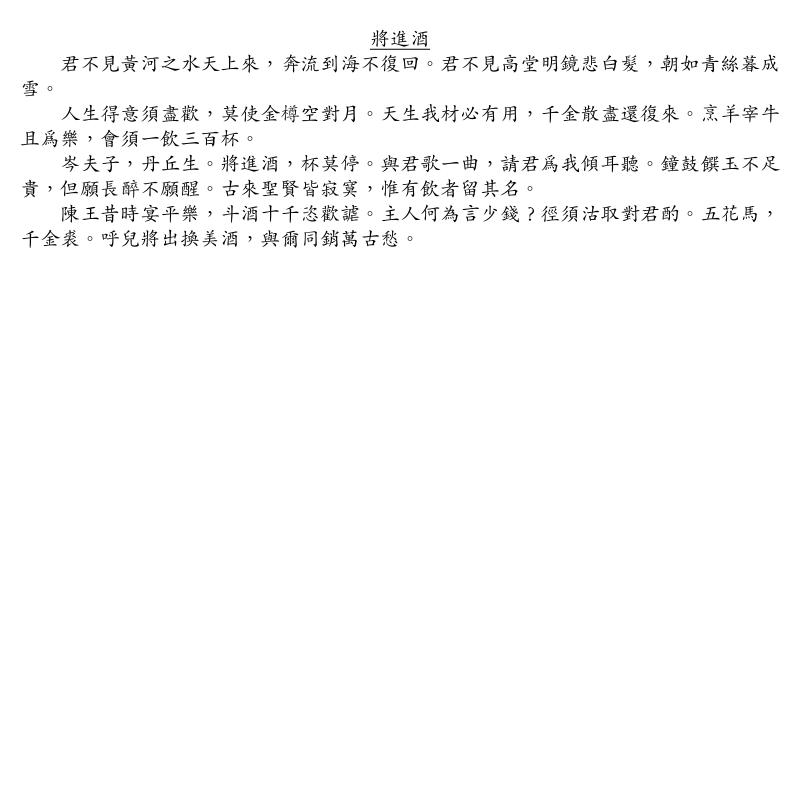 將進酒
君不見黃河之水天上來，奔流到海不復回。君不見高堂明鏡悲白髮，朝如青絲暮成
雪。
人生得意須盡歡，莫使金樽空對月。天生我材必有用，千金散盡還復來。烹羊宰牛
且爲樂，會須一飲三百杯。
岑夫子，丹丘生。將進酒，杯莫停。與君歌一曲，請君爲我傾耳聽。鐘鼓饌玉不足
貴，但願長醉不願醒。古來聖賢皆寂寞，惟有飲者留其名。
陳王昔時宴平樂，斗酒十千恣歡謔。主人何為言少錢？徑須沽取對君酌。五花馬，
千金裘。呼兒將出換美酒，與爾同銷萬古愁。